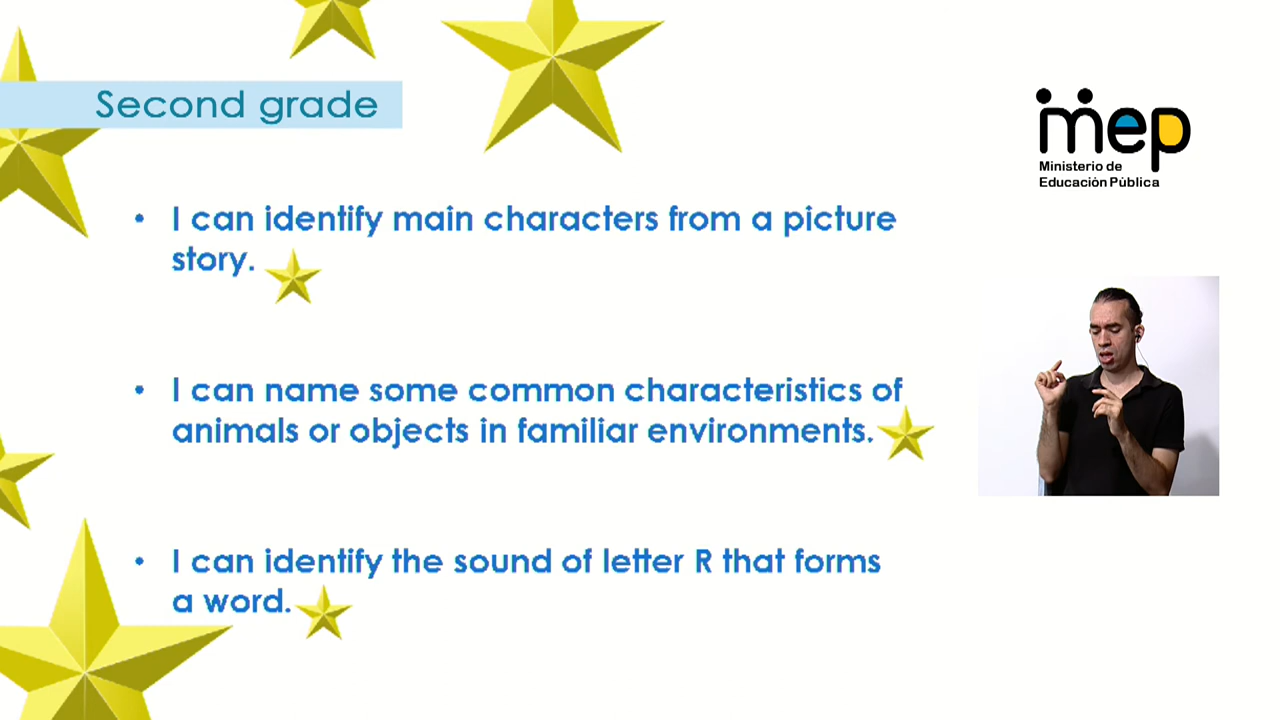 Second grade
mep
Ministerio de
Educación Pública
• I can identify main characters from a picture
story.
• I can name some common characteristics of
animals or objects in familiar environments.
• I can identify the sound of letter R that forms
a word.